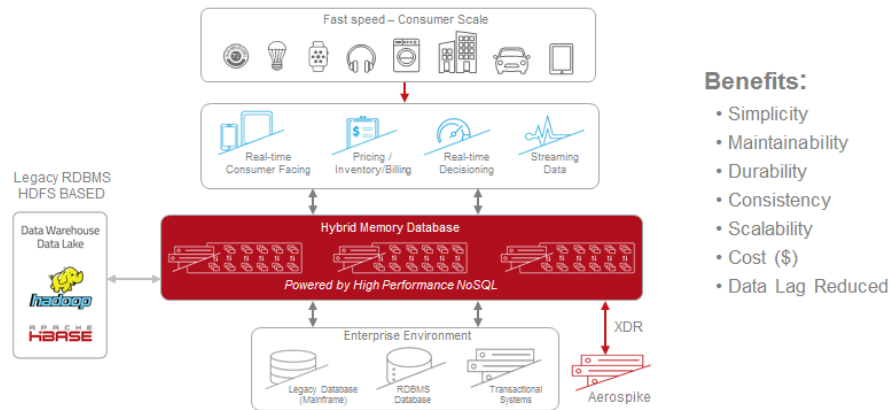 Fast speed – Consumer Scale
Real-time
Consumer Facing
Pricing /
Inventory/Billing
Real-time
Decisioning
Streaming
Data
Legacy RDBMS
HDFS BASED
Data Warehouse
Data Lake
hadoop
APACHE
HBASE
Hybrid Memory Database
Powered by High Performance NoSQL
Enterprise Environment
Legacy Database
(Mainframe)
RDBMS
Database
Transactional
Systems
XDR
Aerospike
Benefits:
• Simplicity
• Maintainability
• Durability
• Consistency
• Scalability
• Cost ($)
• Data Lag Reduced